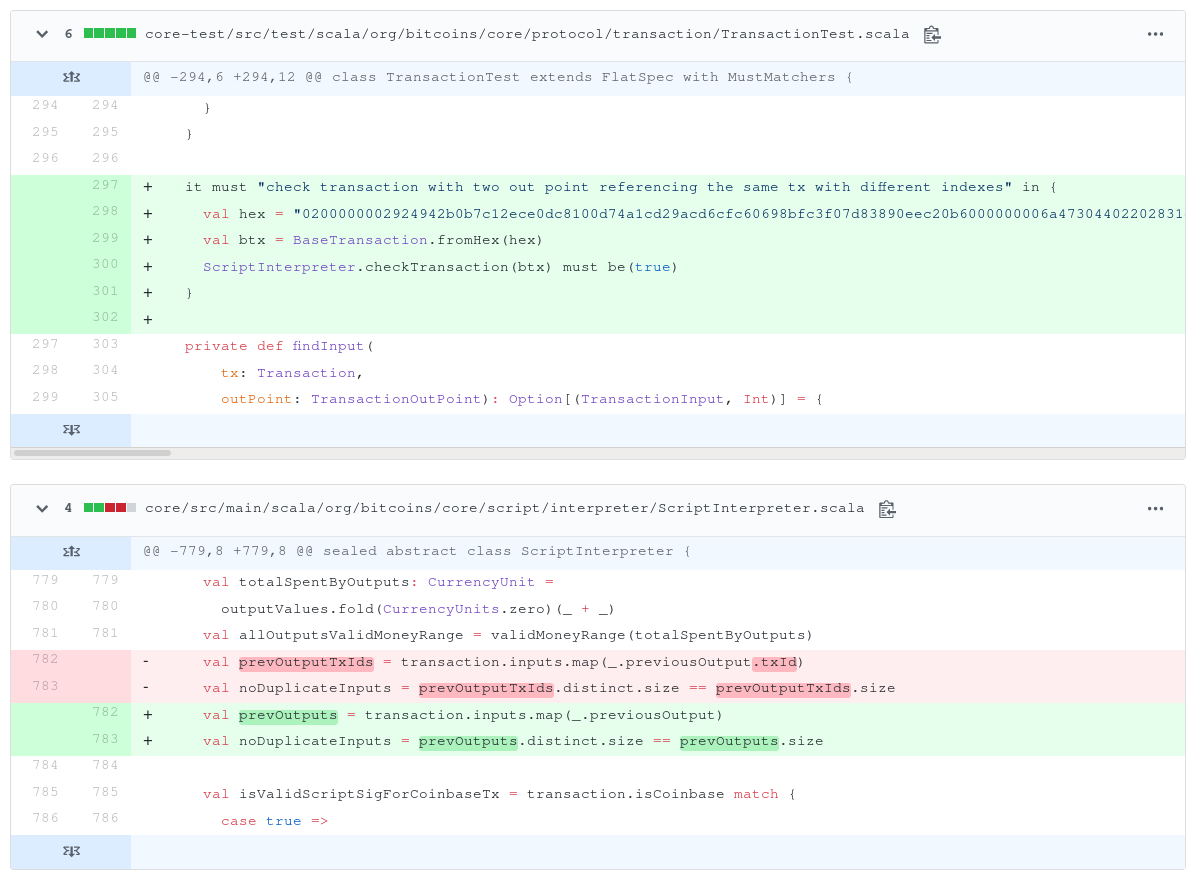 6 core-test/src/test/scala/org/bitcoins/core/protocol/transaction/TransactionTest.scala
@@ -294,6 +294,12 @@ class TransactionTest extends FlatSpec with MustMatchers {
294 294 }
295 295 }
296 296
297 + it must "check transaction with two out point referencing the same tx with different indexes" in {
298 + val hex = "0200000002924942b0b7c12ece0dc8100d74a1cd29acd6cfc60698bfc3f07d83890eec20b6000000006a47304402202831
299 + val btx = BaseTransaction.fromHex(hex)
300 + ScriptInterpreter.checkTransaction(btx) must be(true)
301 + }
302 +
297 303 private def findInput(
298 304 tx: Transaction,
299 305 outPoint: TransactionOutPoint): Option[(TransactionInput, Int)] = {
4 core/src/main/scala/org/bitcoins/core/script/interpreter/ScriptInterpreter.scala
@@ -779,8 +779,8 @@ sealed abstract class ScriptInterpreter {
779 779 val totalSpentByOutputs: CurrencyUnit =
780 780 outputValues.fold(CurrencyUnits.zero)(_ + _)
781 781 val allOutputsValidMoneyRange = validMoneyRange(totalSpentByOutputs)
782 - val prevOutputTxIds = transaction.inputs.map(_.previousOutput.txId)
783 - val noDuplicateInputs = prevOutputTxIds.distinct.size == prevOutputTxIds.size
782 + val prevOutputs = transaction.inputs.map(_.previousOutput)
783 + val noDuplicateInputs = prevOutputs.distinct.size == prevOutputs.size
784 784
785 785 val isValidScriptSigForCoinbaseTx = transaction.isCoinbase match {
786 786 case true =>